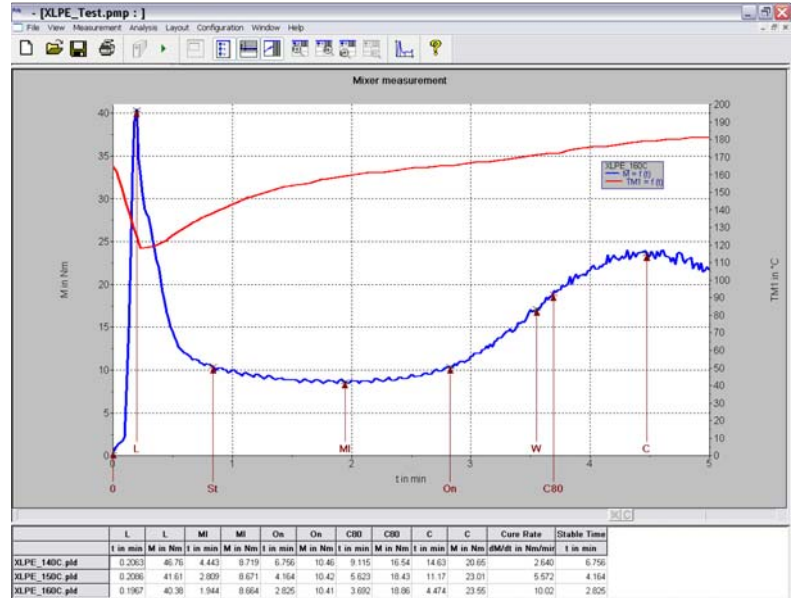 - [XLPE_Test.pmp : ]
File View Measurement Analysis Layout Configuration Window Help
Mixer measurement
40
35
30
25
20
15
10
5
0
M in Nm
200
190
180
170
160
150
140
130
120
110
100
90
80
70
60
50
40
30
20
10
0
TM1 in °C
XLPE_160C
M = f (t)
TM1 = f (t)
L MI W C
1 2 3 4 5
t in min
0 St On C80
L L MI MI On On C80 C80 C C Cure Rate Stable Time
t in min M in Nm t in min M in Nm t in min M in Nm t in min M in Nm t in min M in Nm dM/dt in Nm/min t in min
XLPE_140C.pld 0.2063 46.76 4.443 8.719 6.756 10.46 9.115 16.54 14.63 20.65 2.640 6.756
XLPE_150C.pld 0.2086 41.61 2.809 8.671 4.164 10.42 5.623 18.43 11.17 23.01 5.572 4.164
XLPE_160C.pld 0.1967 40.38 1.944 8.664 2.825 10.41 3.692 18.86 4.474 23.55 10.02 2.825